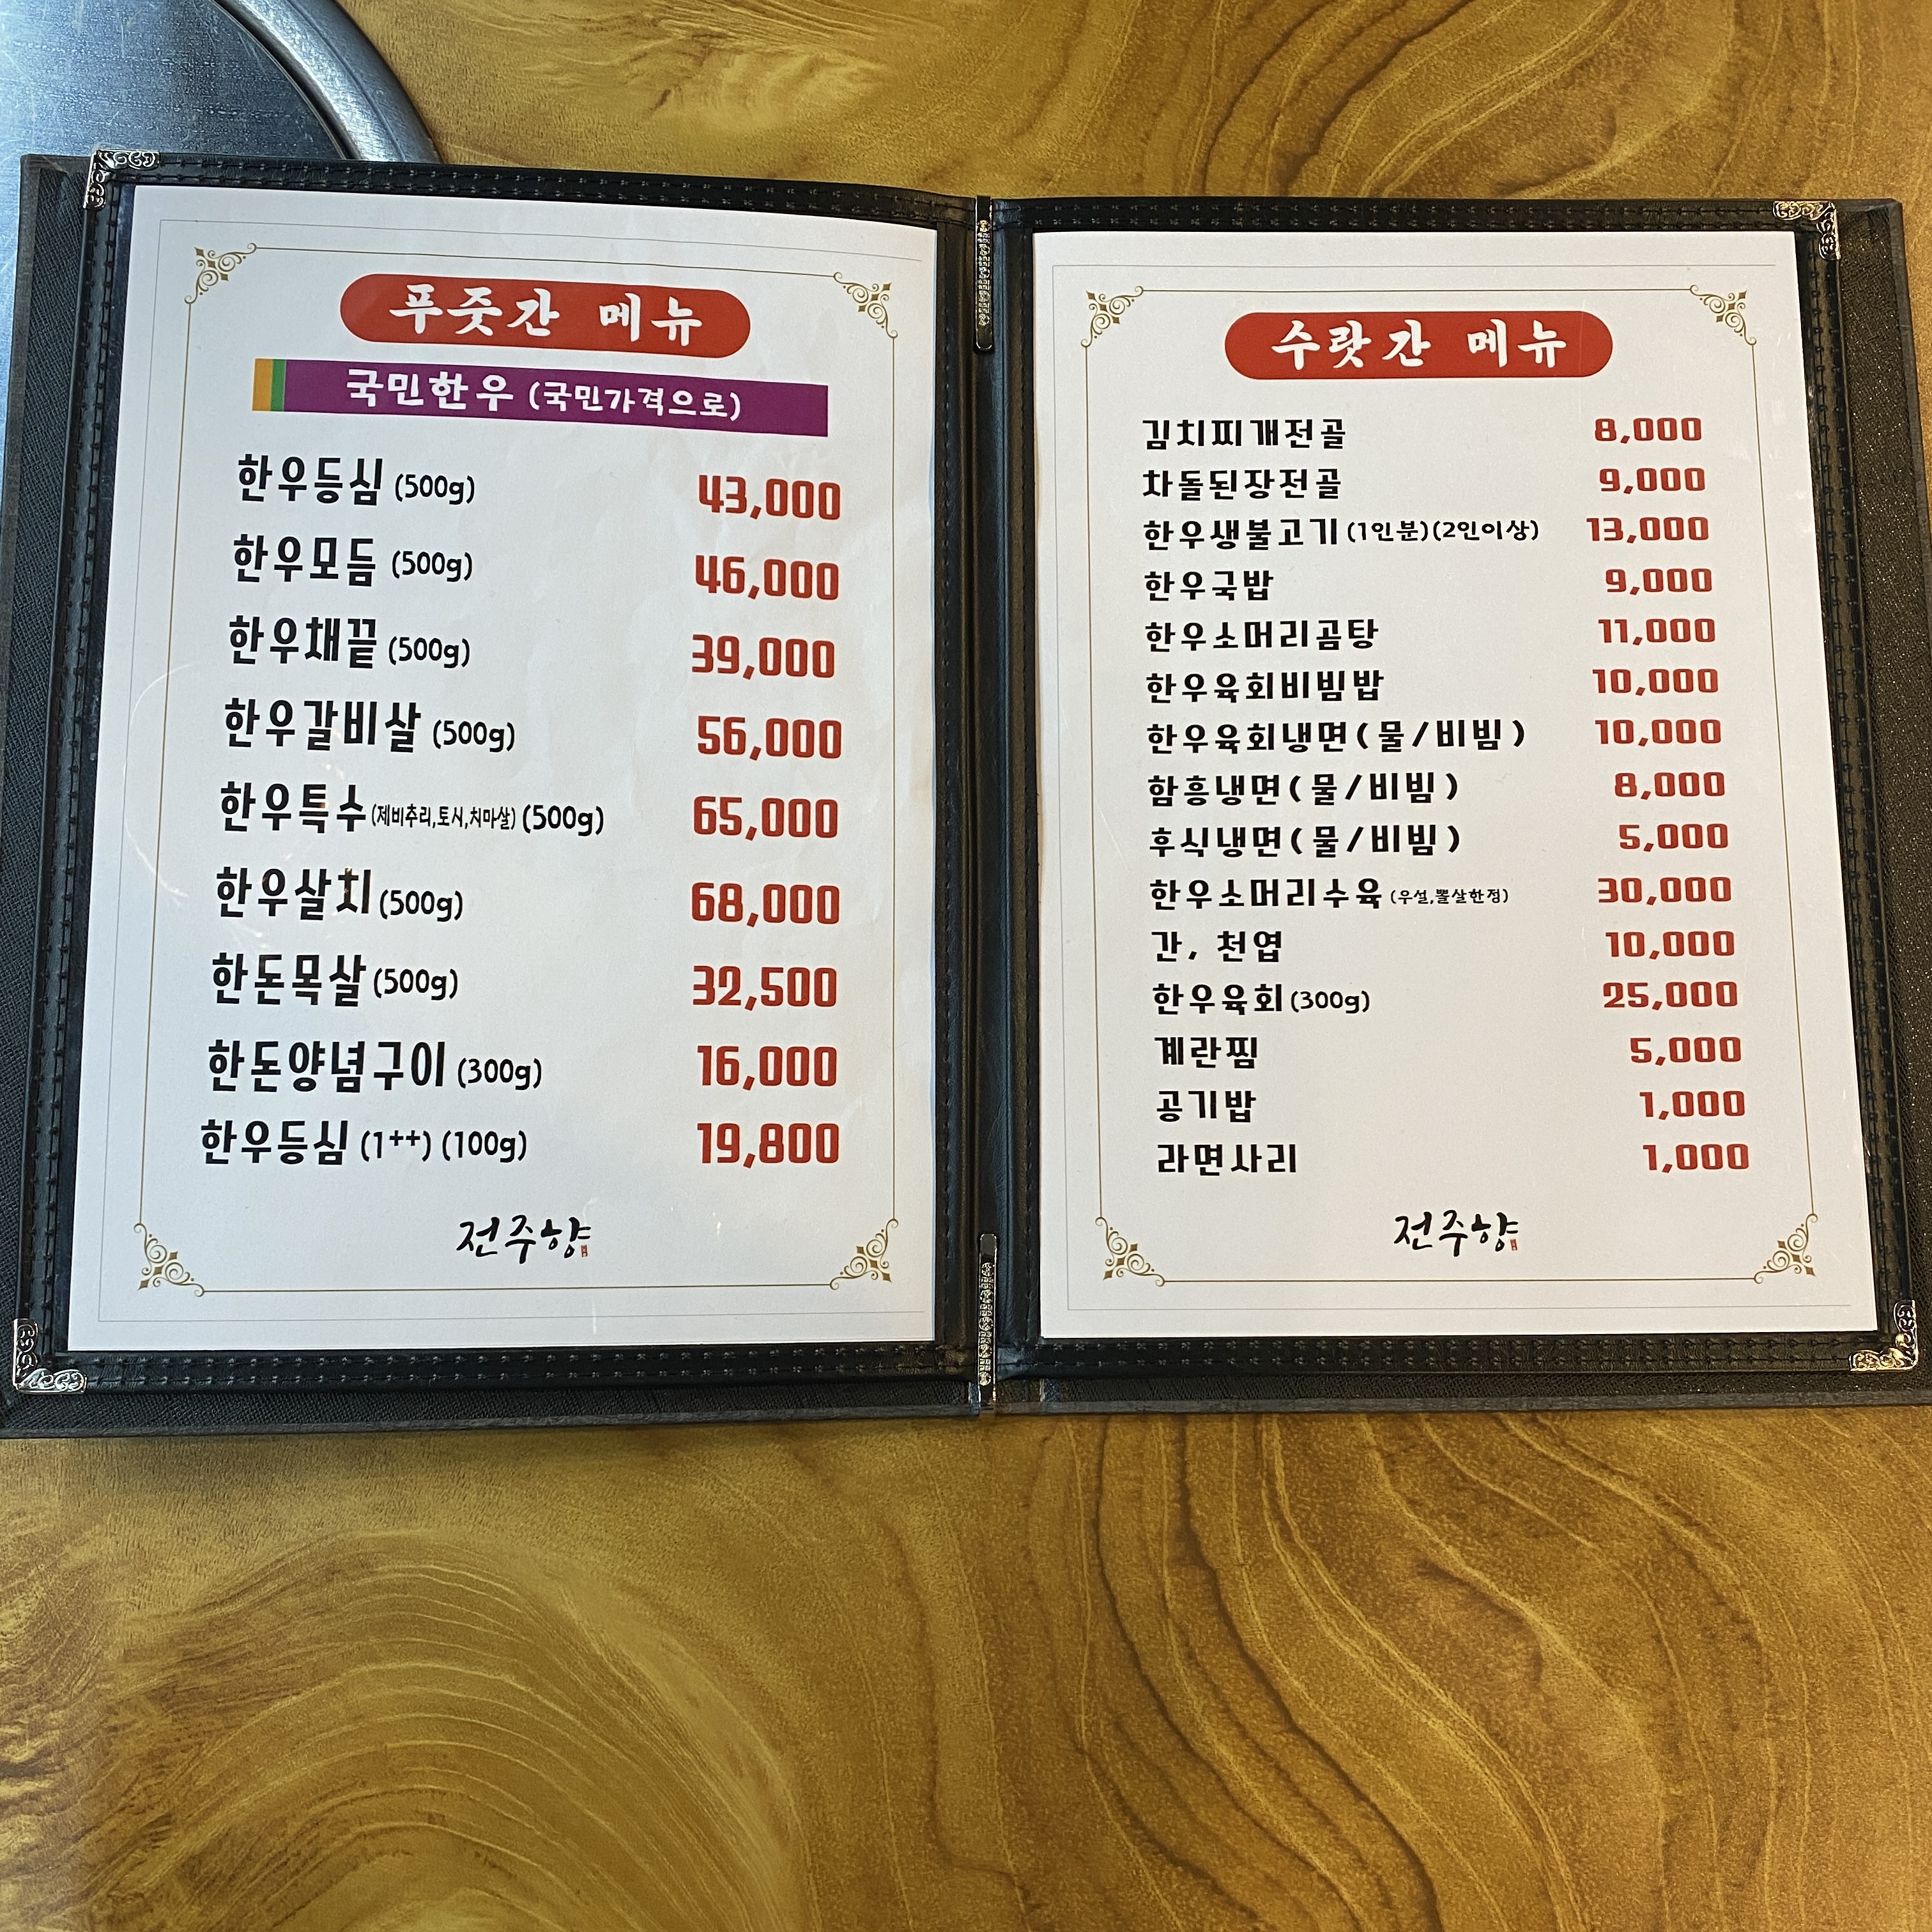 푸줏간 메뉴
국민한우 (국민가격으로)
한우등심 (500g) 43,000
한우모듬 (500g) 46,000
한우채끝 (500g) 39,000
한우갈비살 (500g) 56,000
한우특수 (제비추리,토시,치마살) (500g) 65,000
한우살치 (500g) 68,000
한돈목살 (500g) 32,500
한돈양념구이 (300g) 16,000
한우등심 (1++) (100g) 19,800
전주향
수랏간 메뉴
김치찌개전골 8,000
차돌된장전골 9,000
한우생불고기 (1인분)(2인이상) 13,000
한우국밥 9,000
한우소머리곰탕 11,000
한우육회비빔밥 10,000
한우육회냉면(물/비빔) 10,000
함흥냉면(물/비빔) 8,000
후식냉면(물/비빔) 5,000
한우소머리수육 (우설,뽈살한정) 30,000
간, 천엽 10,000
한우육회 (300g) 25,000
계란찜 5,000
공기밥 1,000
라면사리 1,000
전주향